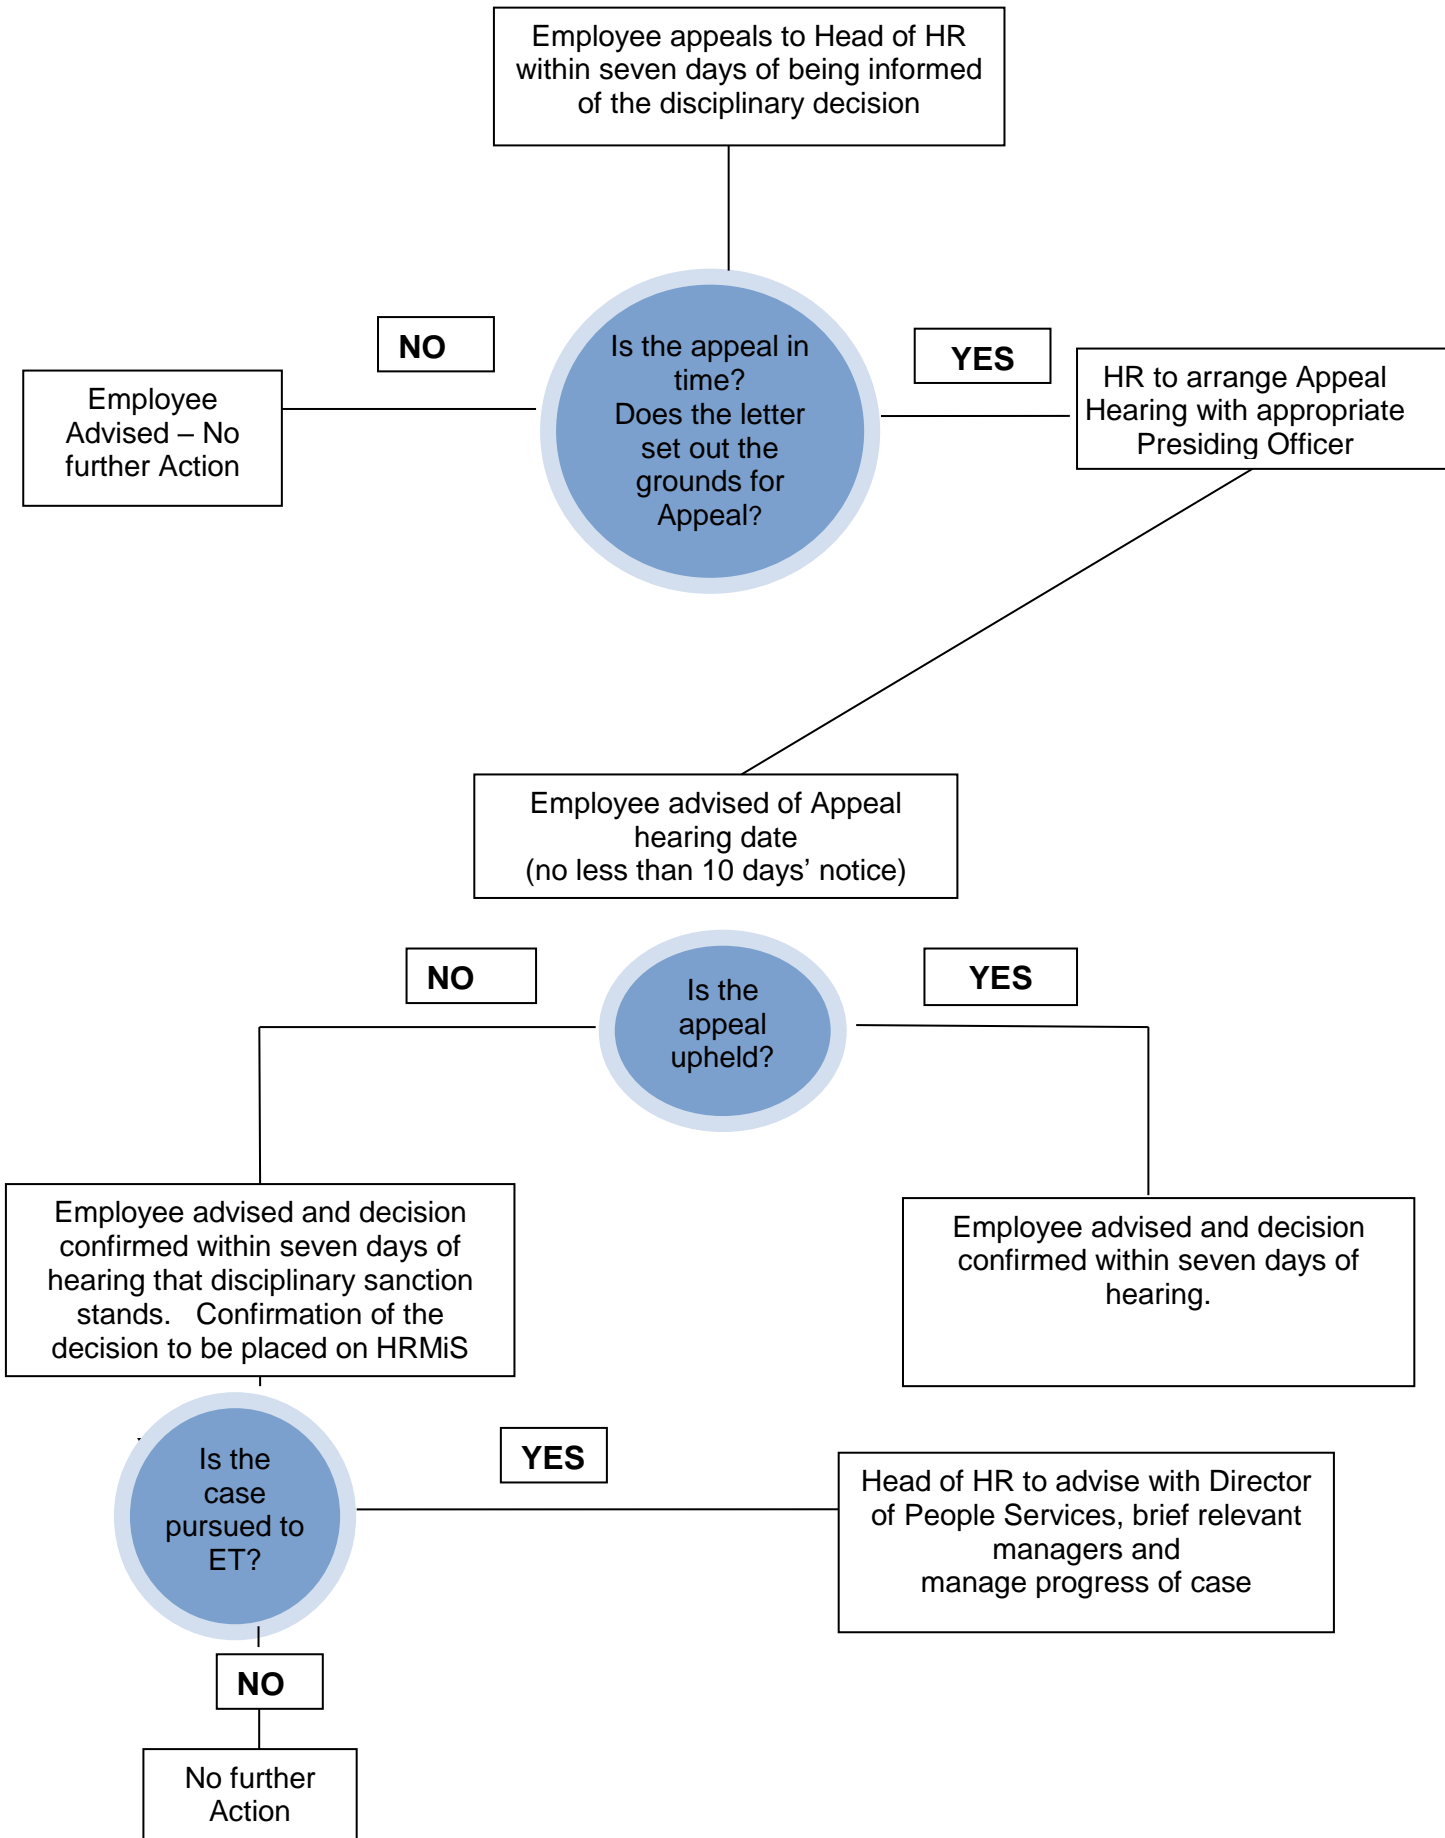 Employee appeals to Head of HR
within seven days of being informed
of the disciplinary decision
NO
Is the appeal in
time?
Does the letter
set out the
grounds for
Appeal?
YES
Employee
Advised – No
further Action
HR to arrange Appeal
Hearing with appropriate
Presiding Officer
Employee advised of Appeal
hearing date
(no less than 10 days’ notice)
NO
Is the
appeal
upheld?
YES
Employee advised and decision
confirmed within seven days of
hearing that disciplinary sanction
stands.   Confirmation of the
decision to be placed on HRMiS
Employee advised and decision
confirmed within seven days of
hearing.
Is the
case
pursued to
ET?
YES
Head of HR to advise with Director
of People Services, brief relevant
managers and
manage progress of case
NO
No further
Action